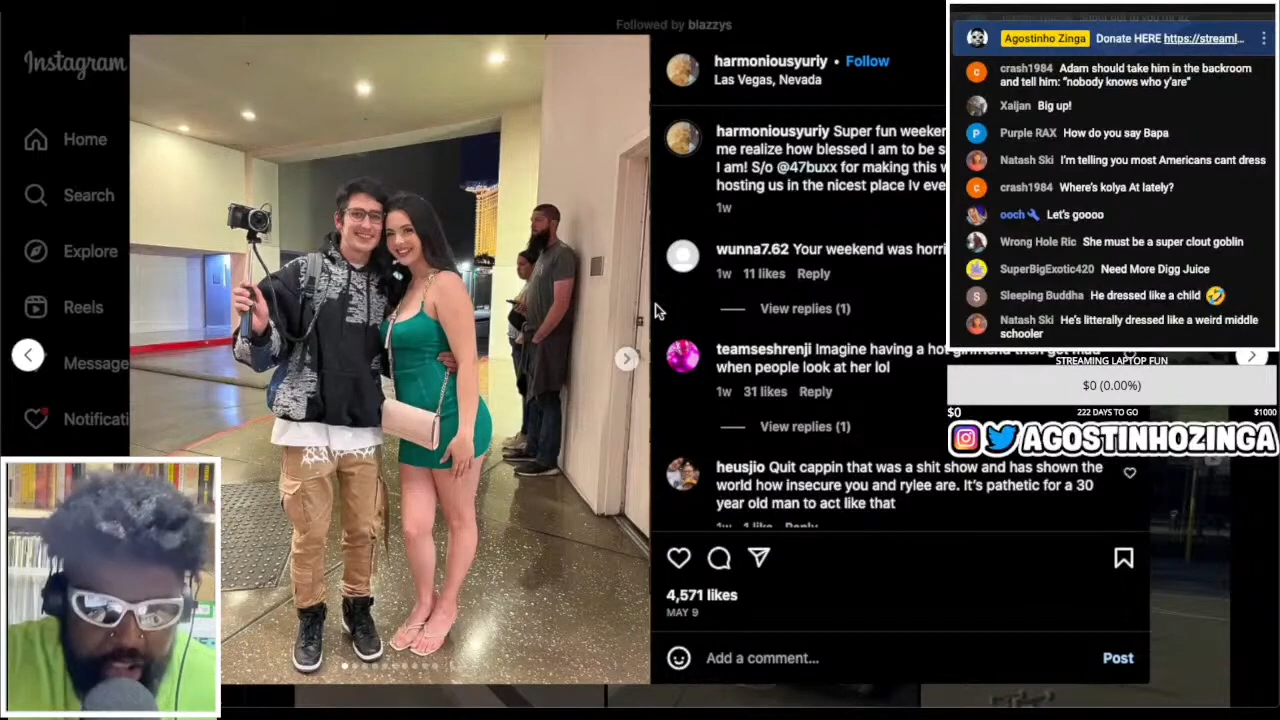 Followed by blazzys
Instagram
Home
Search
Explore
Reels
Message
Notificati
harmoniousyuriy • Follow
Las Vegas, Nevada
harmoniousyuriy Super fun weeken
me realize how blessed I am to be s
I am! S/o @47buxx for making this w
hosting us in the nicest place Iv eve
1w
wunna7.62 Your weekend was horri
1w 11 likes Reply
View replies (1)
teamseshrenji Imagine having a hot
when people look at her lol
1w 31 likes Reply
View replies (1)
heusjio Quit cappin that was a shit show and has shown the
world how insecure you and rylee are. It's pathetic for a 30
year old man to act like that
1w 1 like Reply
4,571 likes
MAY 9
Add a comment...
Post
Agostinho Zinga Donate HERE https://streaml...
crash1984 Adam should take him in the backroom
and tell him: "nobody knows who y'are"
Xaljan Big up!
Purple RAX How do you say Bapa
Natash Ski I'm telling you most Americans cant dress
crash1984 Where's kolya At lately?
ooch Let's goooo
Wrong Hole Ric She must be a super clout goblin
SuperBigExotic420 Need More Digg Juice
Sleeping Buddha He dressed like a child 🤣
Natash Ski He's litterally dressed like a weird middle
schooler
STREAMING LAPTOP FUN
$0 (0.00%)
$0
222 DAYS TO GO
$1000
AGOSTINHOZINGA